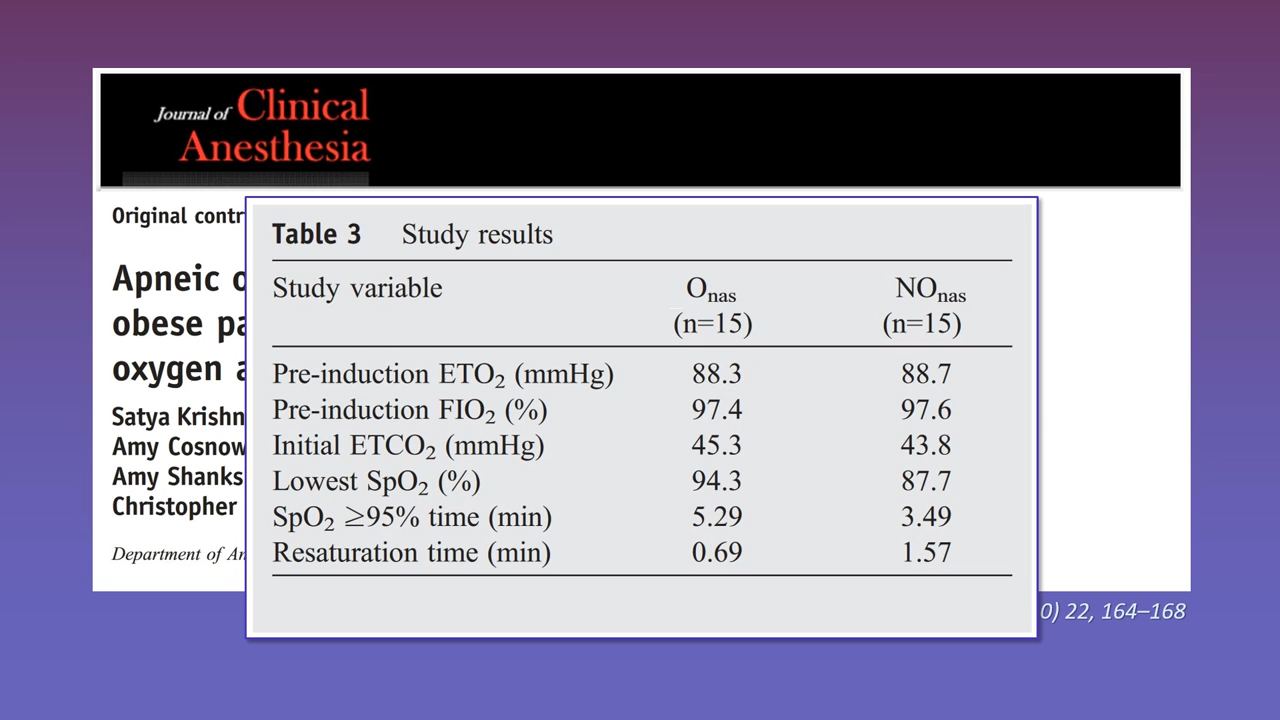 Journal of Clinical
Anesthesia
Original contr
Apneic o
obese pa
oxygen a
Satya Krishn
Amy Cosnow
Amy Shanks
Christopher
Department of An
Table 3 Study results
Study variable Onas NOnas
(n=15) (n=15)
Pre-induction ETO2 (mmHg) 88.3 88.7
Pre-induction FIO2 (%) 97.4 97.6
Initial ETCO2 (mmHg) 45.3 43.8
Lowest SpO2 (%) 94.3 87.7
SpO2 ≥95% time (min) 5.29 3.49
Resaturation time (min) 0.69 1.57
0) 22, 164–168